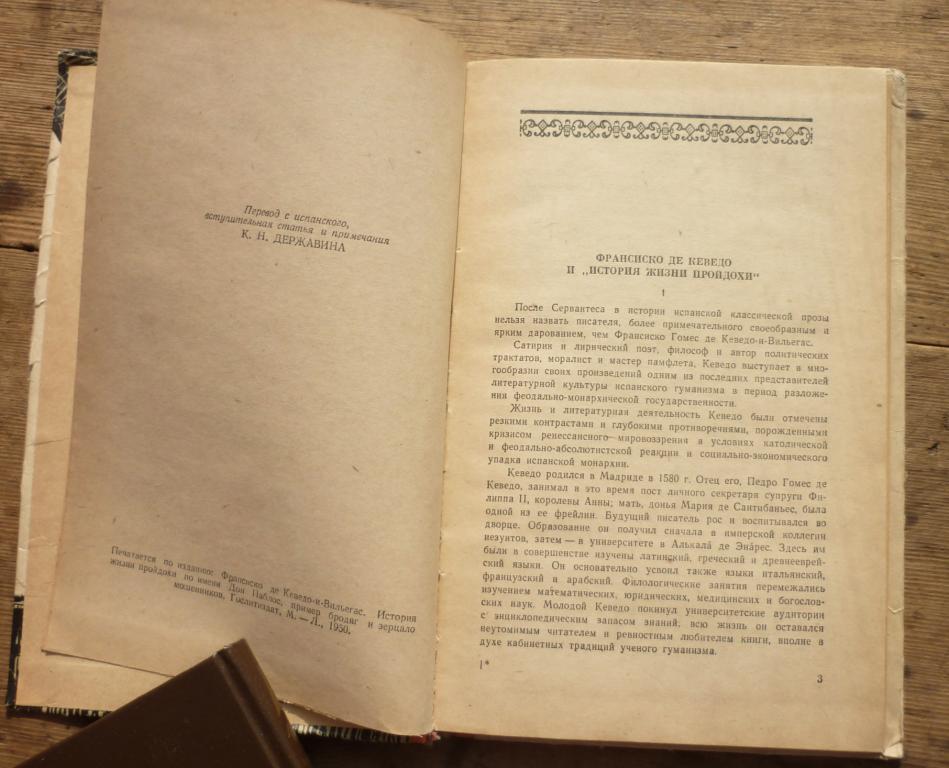 Перевод с испанского,
вступительная статья и примечания
К. Н. ДЕРЖАВИНА
Печатается по изданию: Франсиско де Кеведо-и-Вильегас. История
жизни пройдохи по имени Дон Паблос, пример бродяг и зерцало
мошенников. Гослитиздат, М. — Л., 1950.
ФРАНСИСКО ДЕ КЕВЕДО
И „ИСТОРИЯ ЖИЗНИ ПРОЙДОХИ“
1
После Сервантеса в истории испанской классической прозы
нельзя назвать писателя, более примечательного своеобразным и
ярким дарованием, чем Франсиско Гомес де Кеведо-и-Вильегас.
Сатирик и лирический поэт, философ и автор политических
трактатов, моралист и мастер памфлета, Кеведо выступает в мно-
гообразии своих произведений одним из последних представителей
литературной культуры испанского гуманизма в период разложе-
ния феодально-монархической государственности.
Жизнь и литературная деятельность Кеведо были отмечены
резкими контрастами и глубокими противоречиями, порожденными
кризисом ренессансного мировоззрения в условиях католической
и феодально-абсолютистской реакции и социально-экономического
упадка испанской монархии.
Кеведо родился в Мадриде в 1580 г. Отец его, Педро Гомес де
Кеведо, занимал в это время пост личного секретаря супруги Фи-
липпа II, королевы Анны; мать, донья Мария де Сантибаньес, была
одной из ее фрейлин. Будущий писатель рос и воспитывался во
дворце. Образование он получил сначала в имперской коллегии
иезуитов, затем — в университете в Алькала́ де Эна́рес. Здесь им
были в совершенстве изучены латинский, греческий и древнееврей-
ский языки. Он основательно усвоил также языки итальянский,
французский и арабский. Филологические занятия перемежались
изучением математических, юридических, медицинских и богослов-
ских наук. Молодой Кеведо покинул университетские аудитории
с энциклопедическим запасом знаний; всю жизнь он оставался
неутомимым читателем и ревностным любителем книги, вполне в
духе кабинетных традиций ученого гуманизма.
1*
3